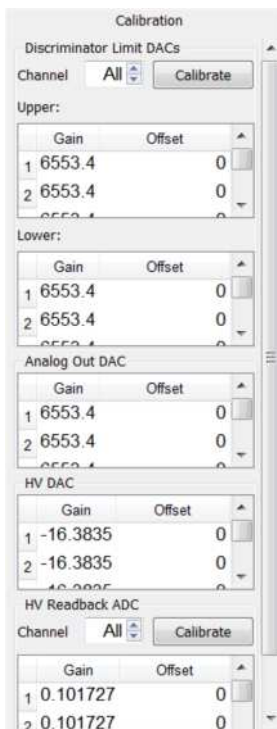 Calibration
Discriminator Limit DACs
Channel All Calibrate
Upper:
Gain Offset
1 6553.4 0
2 6553.4 0
Lower:
Gain Offset
1 6553.4 0
2 6553.4 0
Analog Out DAC
Gain Offset
1 6553.4 0
2 6553.4 0
HV DAC
Gain Offset
1 -16.3835 0
2 -16.3835 0
HV Readback ADC
Channel All Calibrate
Gain Offset
1 0.101727 0
2 0.101727 0